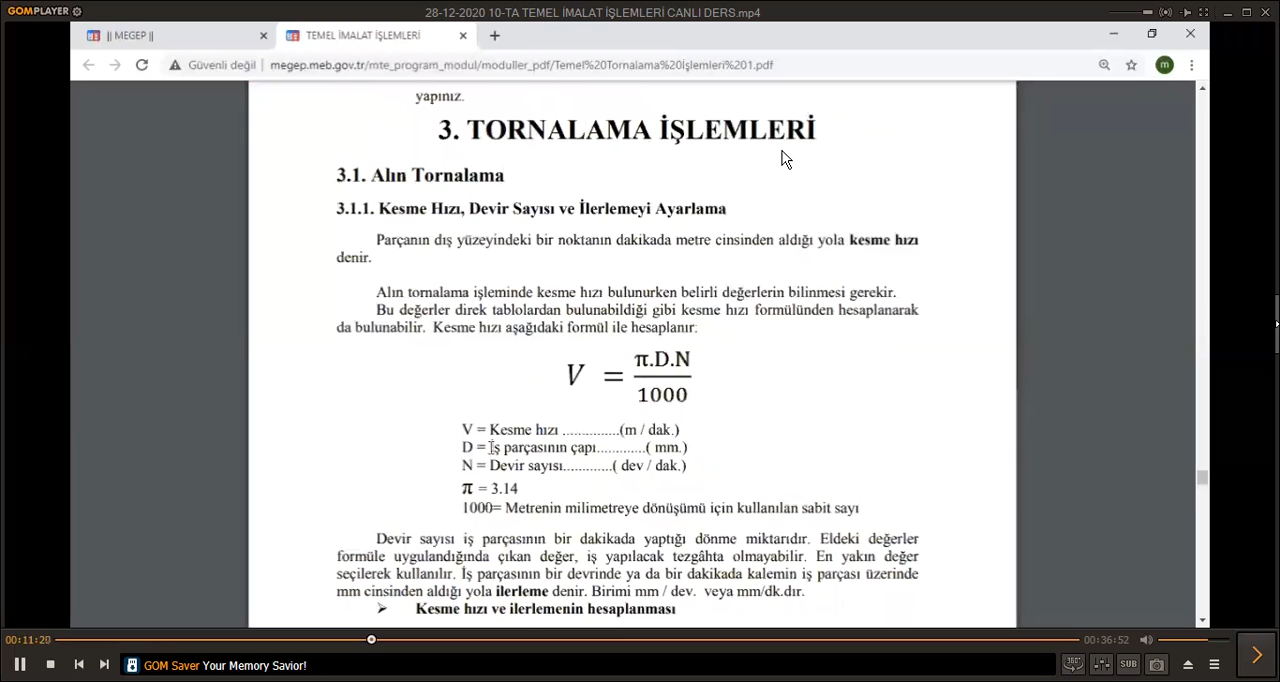 GOMPLAYER
28-12-2020 10-TA TEMEL İMALAT İŞLEMLERİ CANLI DERS.mp4
|| MEGEP ||
TEMEL İMALAT İŞLEMLERİ
Güvenli değil | megep.meb.gov.tr/mte_program_modul/moduller_pdf/Temel%20Tornalama%20İşlemleri%201.pdf
m
yapınız.
3. TORNALAMA İŞLEMLERİ
3.1. Alın Tornalama
3.1.1. Kesme Hızı, Devir Sayısı ve İlerlemeyi Ayarlama
Parçanın dış yüzeyindeki bir noktanın dakikada metre cinsinden aldığı yola kesme hızı
denir.
Alın tornalama işleminde kesme hızı bulunurken belirli değerlerin bilinmesi gerekir.
Bu değerler direk tablolardan bulunabildiği gibi kesme hızı formülünden hesaplanarak
da bulunabilir. Kesme hızı aşağıdaki formül ile hesaplanır.
V = π.D.N
1000
V = Kesme hızı ..............(m / dak.)
D = İş parçasının çapı.............( mm.)
N = Devir sayısı............( dev / dak.)
π = 3.14
1000= Metrenin milimetreye dönüşümü için kullanılan sabit sayı
Devir sayısı iş parçasının bir dakikada yaptığı dönme miktarıdır. Eldeki değerler
formüle uygulandığında çıkan değer, iş yapılacak tezgâhta olmayabilir. En yakın değer
seçilerek kullanılır. İş parçasının bir devrinde ya da bir dakikada kalemin iş parçası üzerinde
mm cinsinden aldığı yola ilerleme denir. Birimi mm / dev. veya mm/dk.dır.
➢ Kesme hızı ve ilerlemenin hesaplanması
00:11:20
00:36:52
GOM Saver Your Memory Savior!
360°
SUB